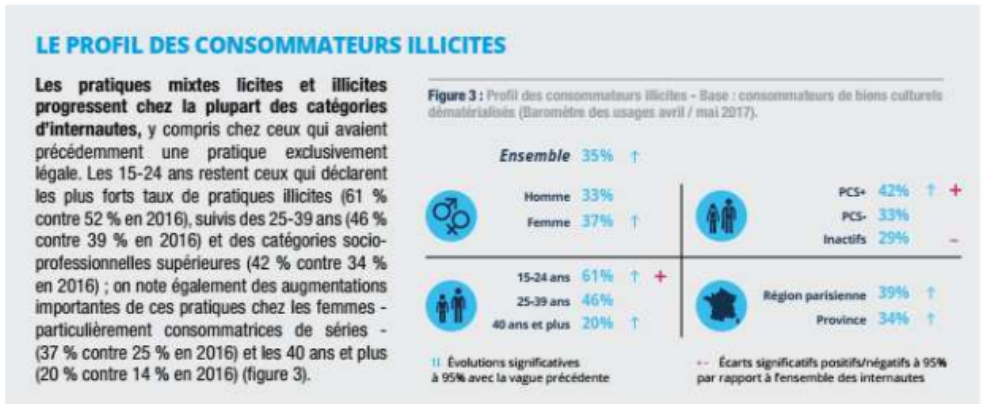 LE PROFIL DES CONSOMMATEURS ILLICITES
Les pratiques mixtes licites et illicites
progressent chez la plupart des catégories
d'internautes, y compris chez ceux qui avaient
précédemment une pratique exclusivement
légale. Les 15-24 ans restent ceux qui déclarent
les plus forts taux de pratiques illicites (61 %
contre 52 % en 2016), suivis des 25-39 ans (46 %
contre 39 % en 2016) et des catégories socio-
professionnelles supérieures (42 % contre 34 %
en 2016) ; on note également des augmentations
importantes de ces pratiques chez les femmes -
particulièrement consommatrices de séries -
(37 % contre 25 % en 2016) et les 40 ans et plus
(20 % contre 14 % en 2016) (figure 3).
Figure 3 : Profil des consommateurs illicites - Base : consommateurs de biens culturels
dématérialisés (Baromètre des usages avril / mai 2017).
Ensemble 35% ↑
Homme 33%
Femme 37% ↑
PCS+ 42% ↑ +
PCS- 33%
Inactifs 29% -
15-24 ans 61% ↑ +
25-39 ans 46%
40 ans et plus 20% ↑
Région parisienne 39% ↑
Province 34% ↑
↑↓ Évolutions significatives
à 95% avec la vague précédente
+- Écarts significatifs positifs/négatifs à 95%
par rapport à l'ensemble des internautes